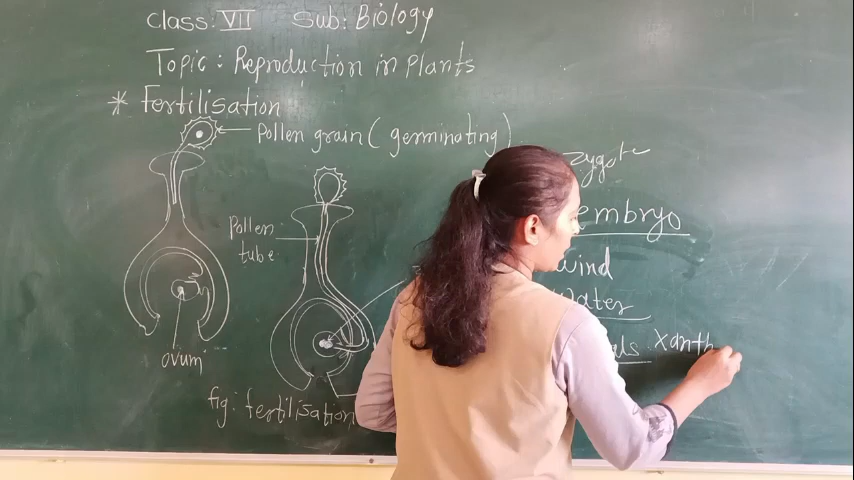 Class: VII Sub: Biology
Topic: Reproduction in plants
* Fertilisation
Pollen grain (germinating)
zygote
embryo
Pollen
tube
wind
water
Xanth
ovum
fig: fertilisation